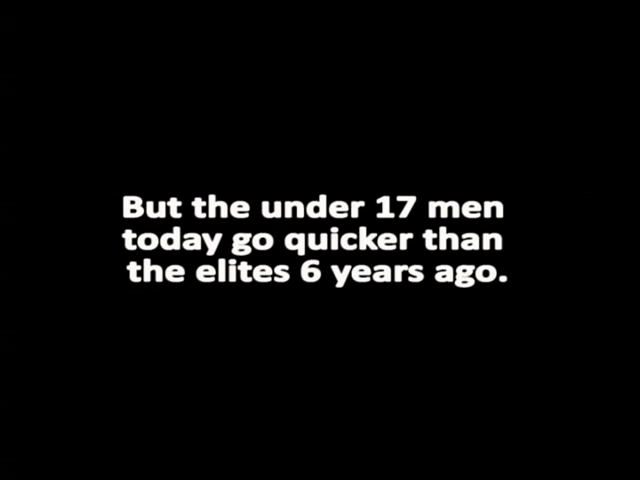 But the under 17 men
today go quicker than
the elites 6 years ago.